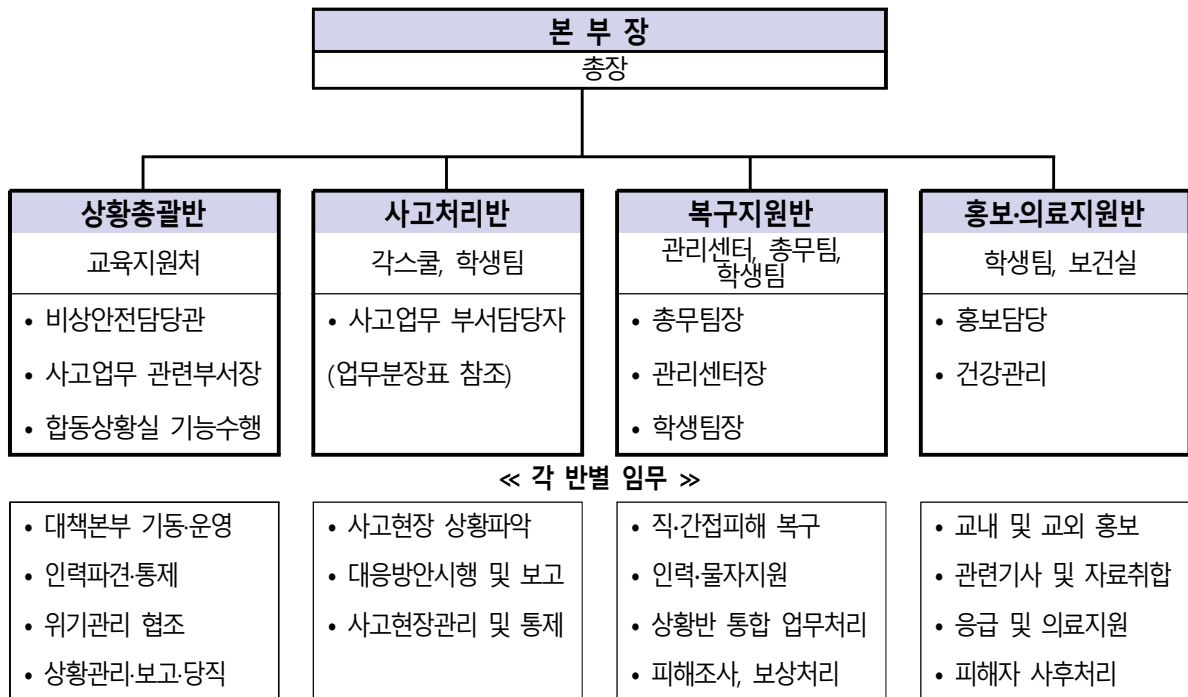 본 부 장
총장
상황총괄반
교육지원처
• 비상안전담당관
• 사고업무 관련부서장
• 합동상황실 기능수행
사고처리반
각스쿨, 학생팀
• 사고업무 부서담당자
(업무분장표 참조)
복구지원반
관리센터, 총무팀,
학생팀
• 총무팀장
• 관리센터장
• 학생팀장
홍보·의료지원반
학생팀, 보건실
• 홍보담당
• 건강관리
≪ 각 반별 임무 ≫
• 대책본부 기동·운영
• 인력파견·통제
• 위기관리 협조
• 상황관리·보고·당직
• 사고현장 상황파악
• 대응방안시행 및 보고
• 사고현장관리 및 통제
• 직·간접피해 복구
• 인력·물자지원
• 상황반 통합 업무처리
• 피해조사, 보상처리
• 교내 및 교외 홍보
• 관련기사 및 자료취합
• 응급 및 의료지원
• 피해자 사후처리